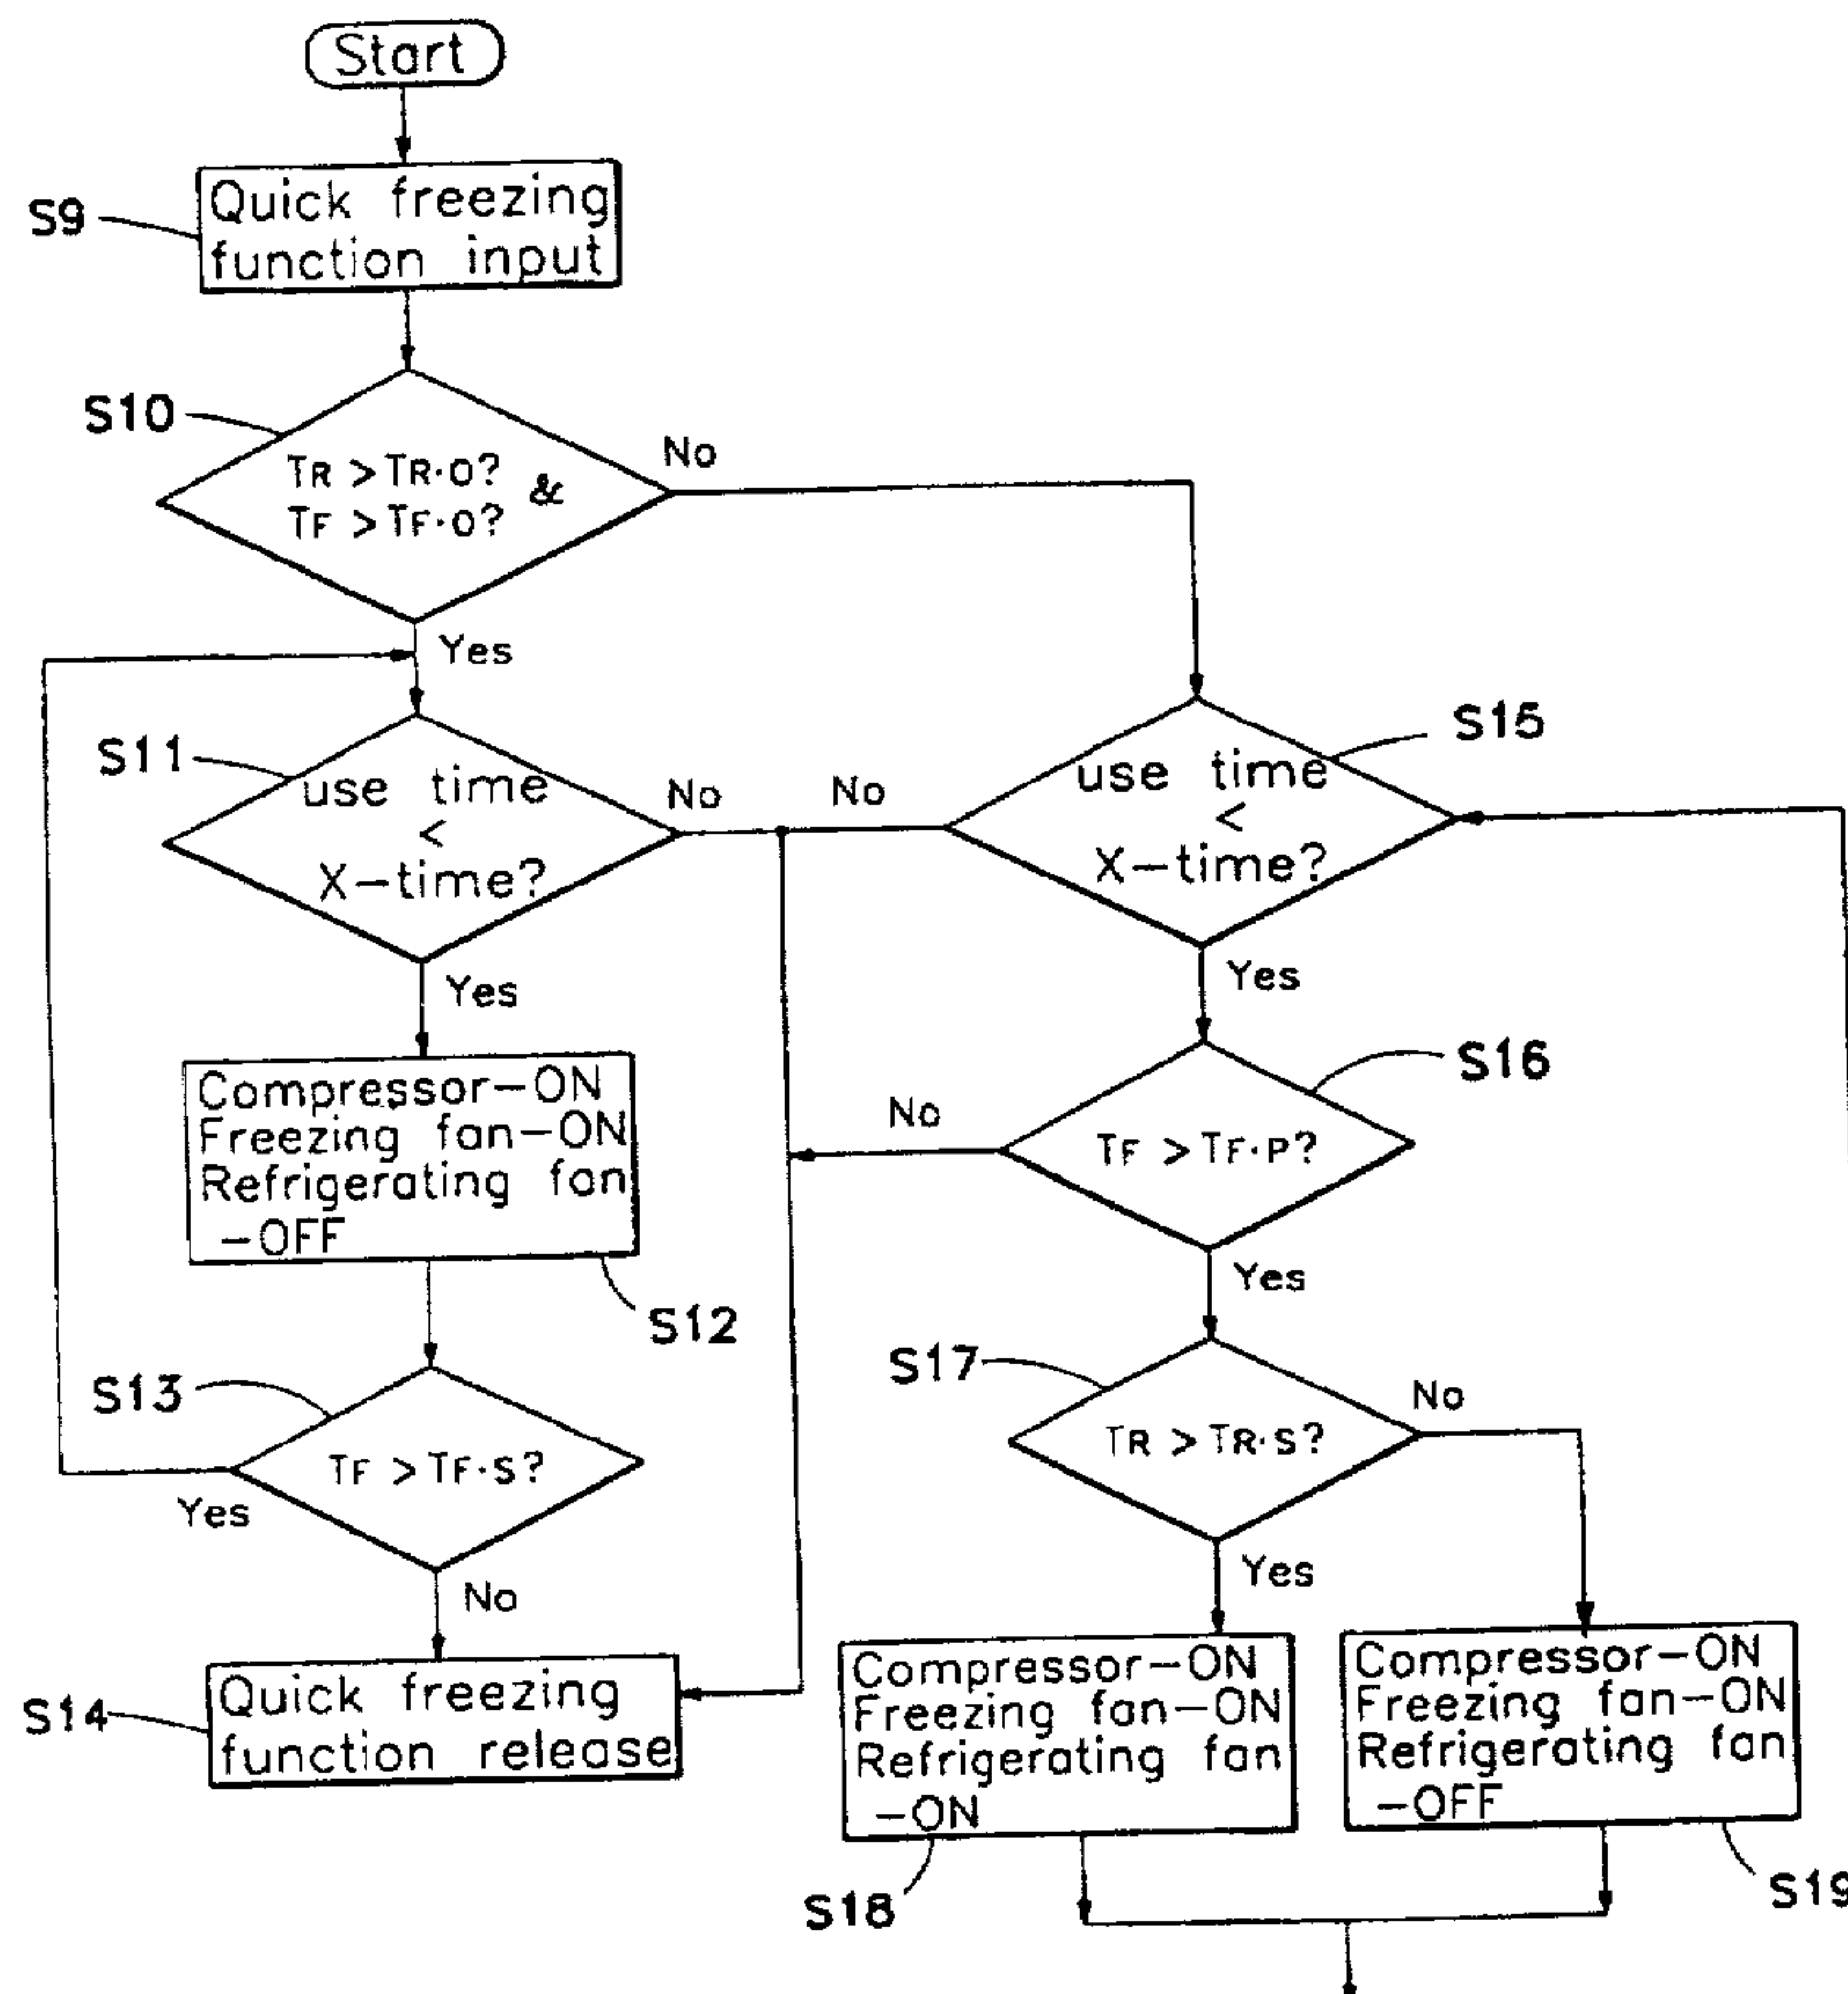 Start
S9
Quick freezing
function input
S10
TR > TR·O?
&
TF > TF·O?
No
Yes
S11
use time
<
X-time?
No
Yes
No
S15
use time
<
X-time?
Yes
Compressor-ON
Freezing fan-ON
Refrigerating fan
-OFF
S12
S16
No
TF > TF·P?
Yes
S13
TF > TF·S?
Yes
No
S17
TR > TR·S?
No
Yes
S14
Quick freezing
function release
Compressor-ON
Freezing fan-ON
Refrigerating fan
-ON
S18
Compressor-ON
Freezing fan-ON
Refrigerating fan
-OFF
S19